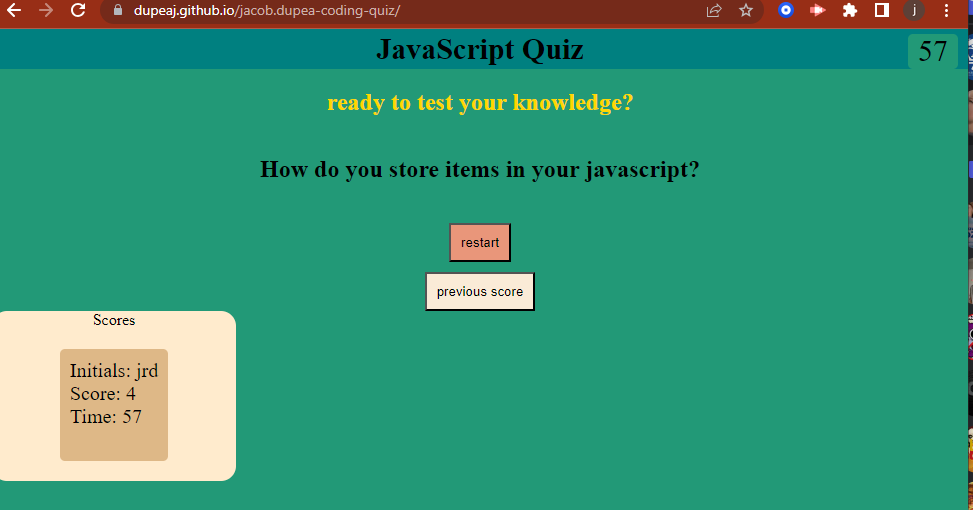 dupeaj.github.io/jacob.dupea-coding-quiz/
j
JavaScript Quiz
57
ready to test your knowledge?
How do you store items in your javascript?
restart
previous score
Scores
Initials: jrd
Score: 4
Time: 57